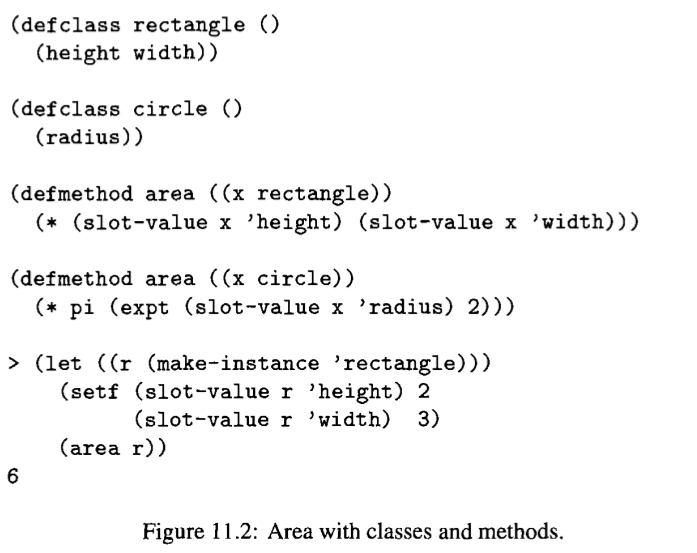 (defclass rectangle ()
  (height width))
(defclass circle ()
  (radius))
(defmethod area ((x rectangle))
  (* (slot-value x 'height) (slot-value x 'width)))
(defmethod area ((x circle))
  (* pi (expt (slot-value x 'radius) 2)))
> (let ((r (make-instance 'rectangle)))
    (setf (slot-value r 'height) 2
          (slot-value r 'width)  3)
    (area r))
6
Figure 11.2: Area with classes and methods.